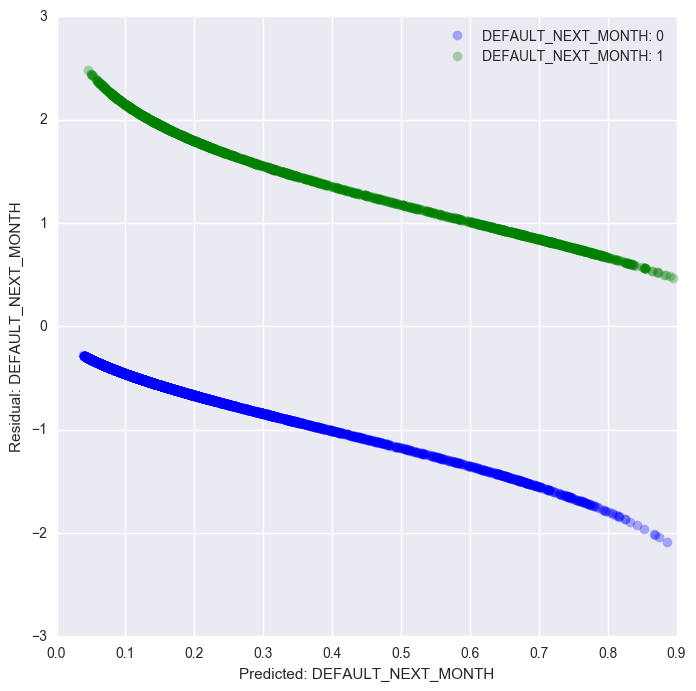 DEFAULT_NEXT_MONTH: 0
DEFAULT_NEXT_MONTH: 1
3
2
1
0
−1
−2
−3
Residual: DEFAULT_NEXT_MONTH
0.0 0.1 0.2 0.3 0.4 0.5 0.6 0.7 0.8 0.9
Predicted: DEFAULT_NEXT_MONTH